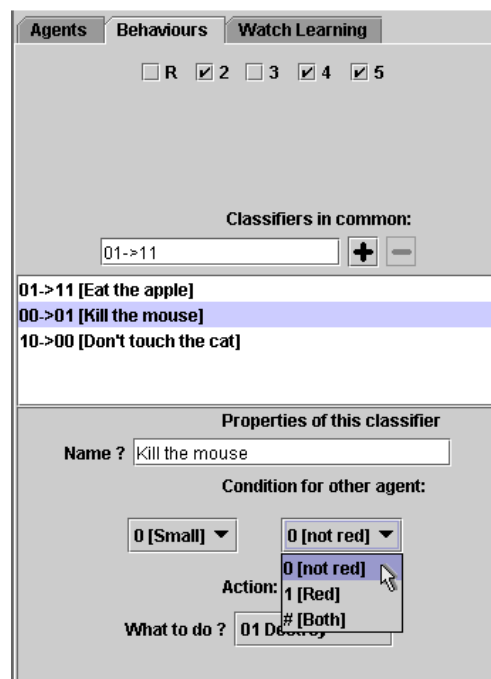 Agents Behaviours Watch Learning
R 2 3 4 5
Classifiers in common:
01->11
01->11 [Eat the apple]
00->01 [Kill the mouse]
10->00 [Don't touch the cat]
Properties of this classifier
Name ? Kill the mouse
Condition for other agent:
0 [Small] 0 [not red]
0 [not red]
Action: 1 [Red]
# [Both]
What to do ? 01